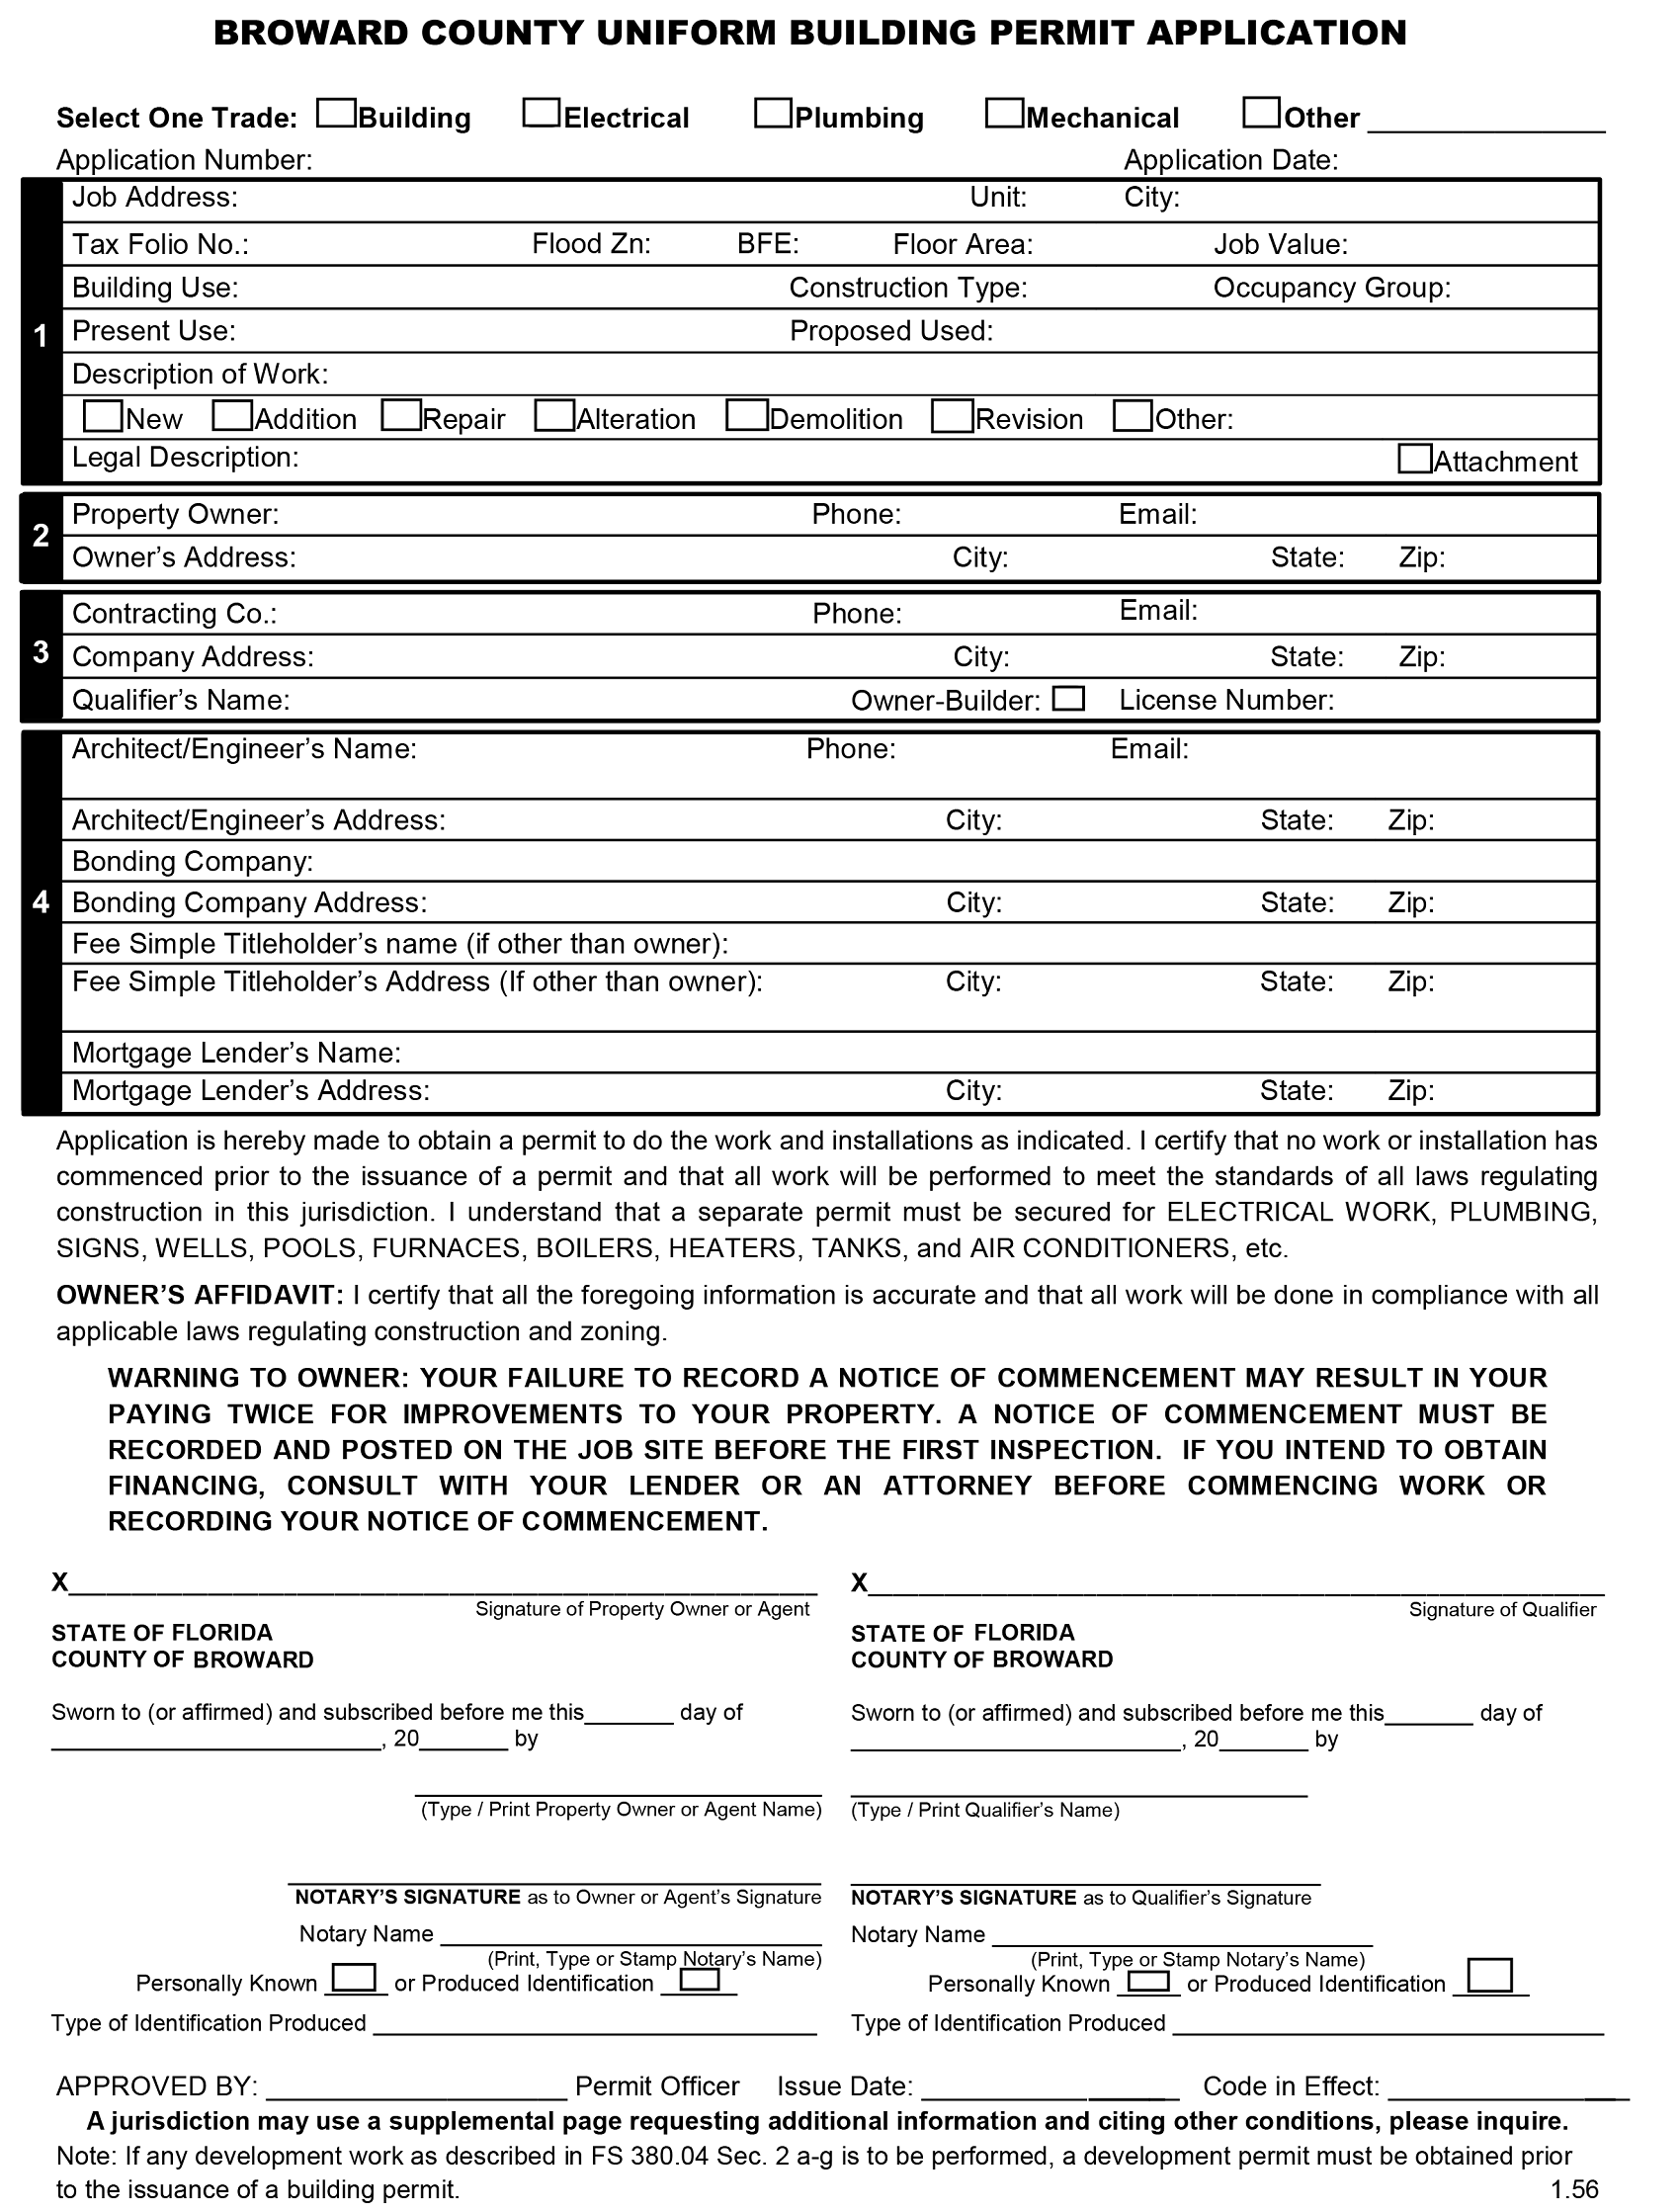 BROWARD COUNTY UNIFORM BUILDING PERMIT APPLICATION
Select One Trade: Building Electrical Plumbing Mechanical Other ________________
Application Number: Application Date:
1
Job Address: Unit: City:
Tax Folio No.: Flood Zn: BFE: Floor Area: Job Value:
Building Use: Construction Type: Occupancy Group:
Present Use: Proposed Used:
Description of Work:
New Addition Repair Alteration Demolition Revision Other:
Legal Description: Attachment
2
Property Owner: Phone: Email:
Owner’s Address: City: State: Zip:
3
Contracting Co.: Phone: Email:
Company Address: City: State: Zip:
Qualifier’s Name: Owner-Builder: License Number:
4
Architect/Engineer’s Name: Phone: Email:
Architect/Engineer’s Address: City: State: Zip:
Bonding Company:
Bonding Company Address: City: State: Zip:
Fee Simple Titleholder’s name (if other than owner):
Fee Simple Titleholder’s Address (If other than owner): City: State: Zip:
Mortgage Lender’s Name:
Mortgage Lender’s Address: City: State: Zip:
Application is hereby made to obtain a permit to do the work and installations as indicated. I certify that no work or installation has
commenced prior to the issuance of a permit and that all work will be performed to meet the standards of all laws regulating
construction in this jurisdiction. I understand that a separate permit must be secured for ELECTRICAL WORK, PLUMBING,
SIGNS, WELLS, POOLS, FURNACES, BOILERS, HEATERS, TANKS, and AIR CONDITIONERS, etc.
OWNER’S AFFIDAVIT: I certify that all the foregoing information is accurate and that all work will be done in compliance with all
applicable laws regulating construction and zoning.
WARNING TO OWNER: YOUR FAILURE TO RECORD A NOTICE OF COMMENCEMENT MAY RESULT IN YOUR
PAYING TWICE FOR IMPROVEMENTS TO YOUR PROPERTY. A NOTICE OF COMMENCEMENT MUST BE
RECORDED AND POSTED ON THE JOB SITE BEFORE THE FIRST INSPECTION. IF YOU INTEND TO OBTAIN
FINANCING, CONSULT WITH YOUR LENDER OR AN ATTORNEY BEFORE COMMENCING WORK OR
RECORDING YOUR NOTICE OF COMMENCEMENT.
X________________________________________
Signature of Property Owner or Agent
STATE OF FLORIDA
COUNTY OF BROWARD
Sworn to (or affirmed) and subscribed before me this_______ day of
__________________________, 20_______ by
(Type / Print Property Owner or Agent Name)
NOTARY’S SIGNATURE as to Owner or Agent’s Signature
Notary Name ______________________________
(Print, Type or Stamp Notary’s Name)
Personally Known _____ or Produced Identification ______
Type of Identification Produced ___________________________________
X________________________________________
Signature of Qualifier
STATE OF FLORIDA
COUNTY OF BROWARD
Sworn to (or affirmed) and subscribed before me this_______ day of
__________________________, 20_______ by
(Type / Print Qualifier’s Name)
NOTARY’S SIGNATURE as to Qualifier’s Signature
Notary Name ______________________________
(Print, Type or Stamp Notary’s Name)
Personally Known _____ or Produced Identification ______
Type of Identification Produced __________________________________
APPROVED BY: ____________________ Permit Officer Issue Date: _________________ Code in Effect: ________________
A jurisdiction may use a supplemental page requesting additional information and citing other conditions, please inquire.
Note: If any development work as described in FS 380.04 Sec. 2 a-g is to be performed, a development permit must be obtained prior
to the issuance of a building permit. 1.56